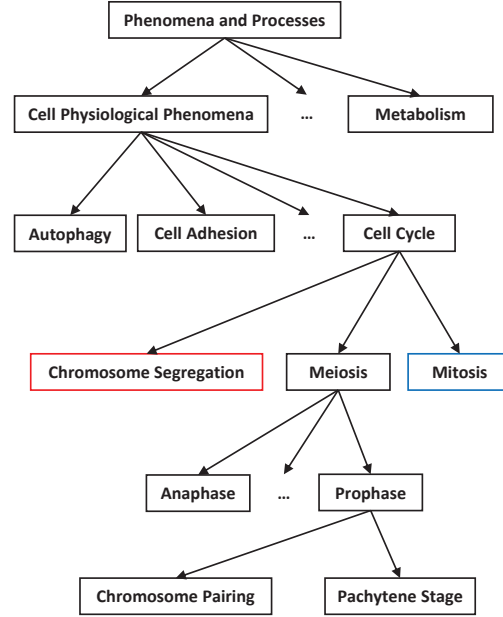 Phenomena and Processes
Cell Physiological Phenomena
...
Metabolism
Autophagy
Cell Adhesion
...
Cell Cycle
Chromosome Segregation
Meiosis
Mitosis
Anaphase
...
Prophase
Chromosome Pairing
Pachytene Stage